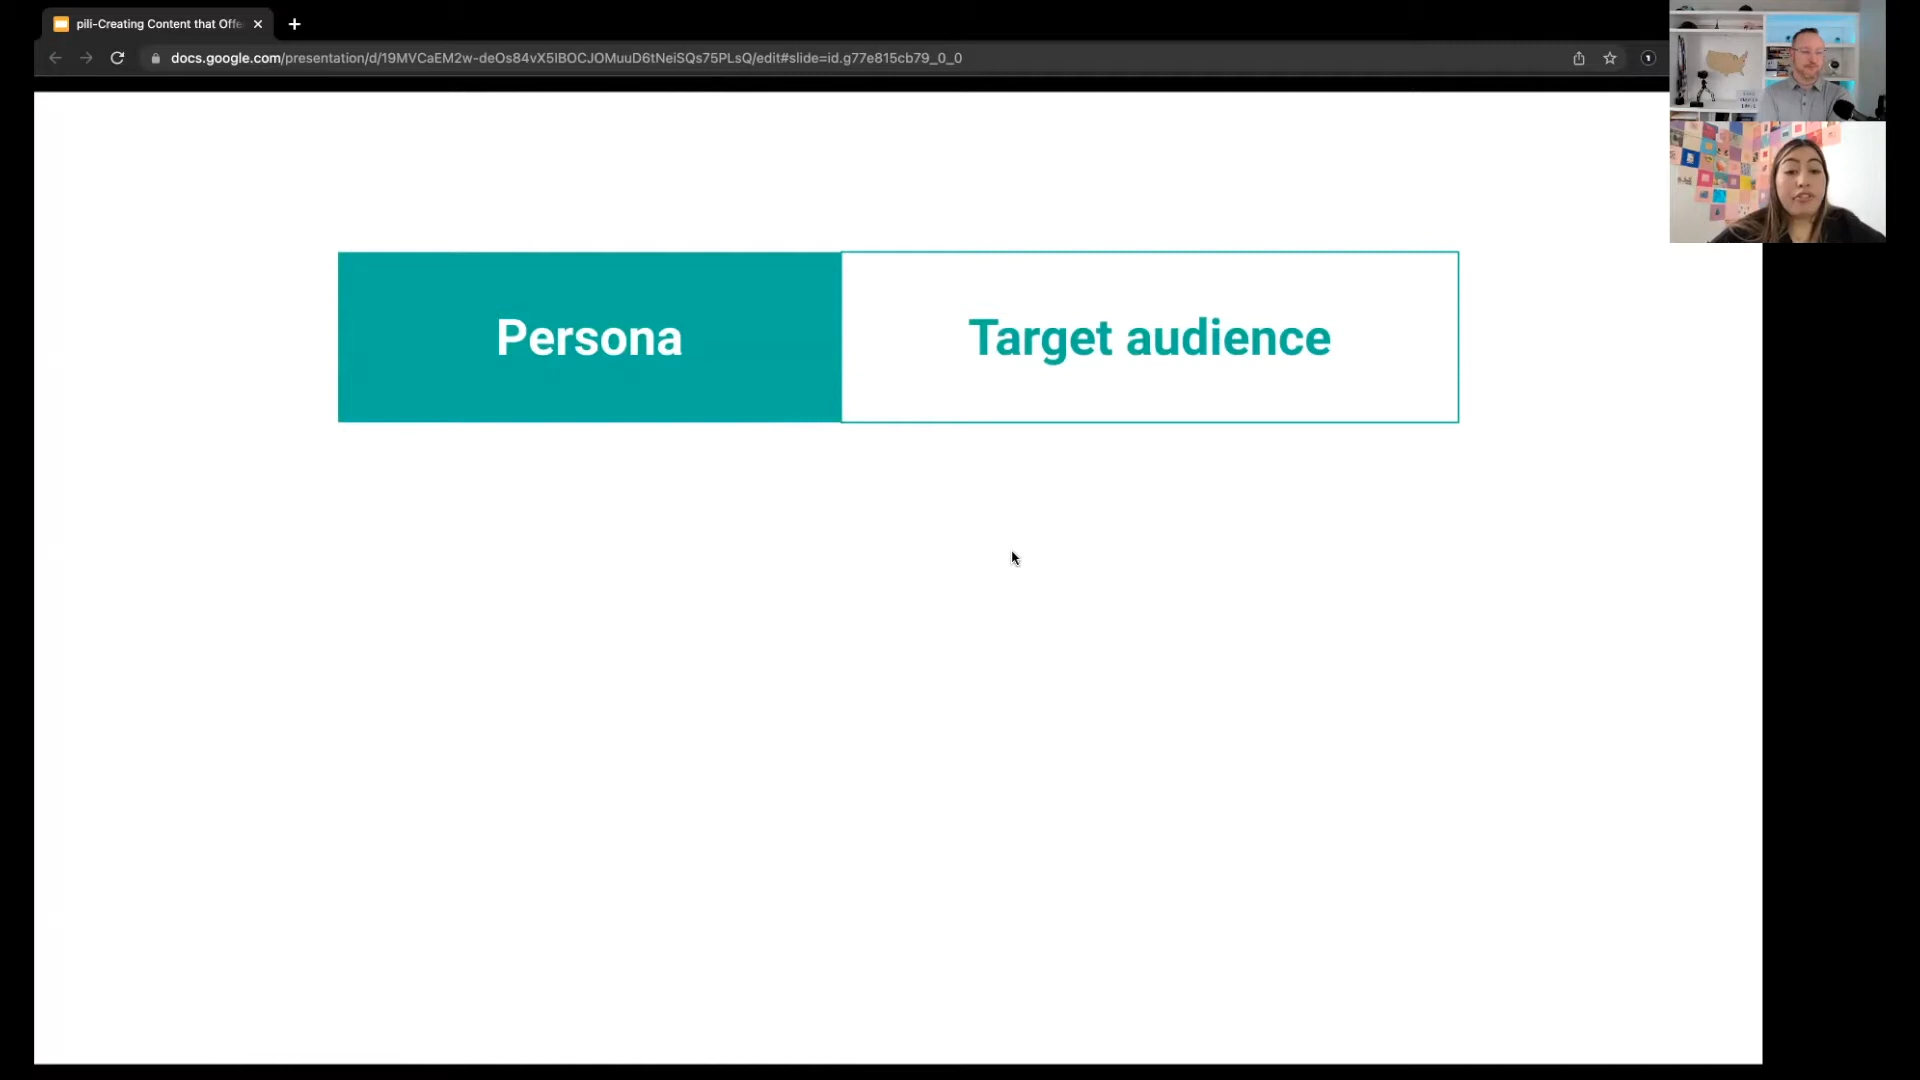 pili-Creating Content that Offe
docs.google.com/presentation/d/19MVCaEM2w-deOs84vX5IBOCJOMuuD6tNeiSQs75PLsQ/edit#slide=id.g77e815cb79_0_0
Persona
Target audience